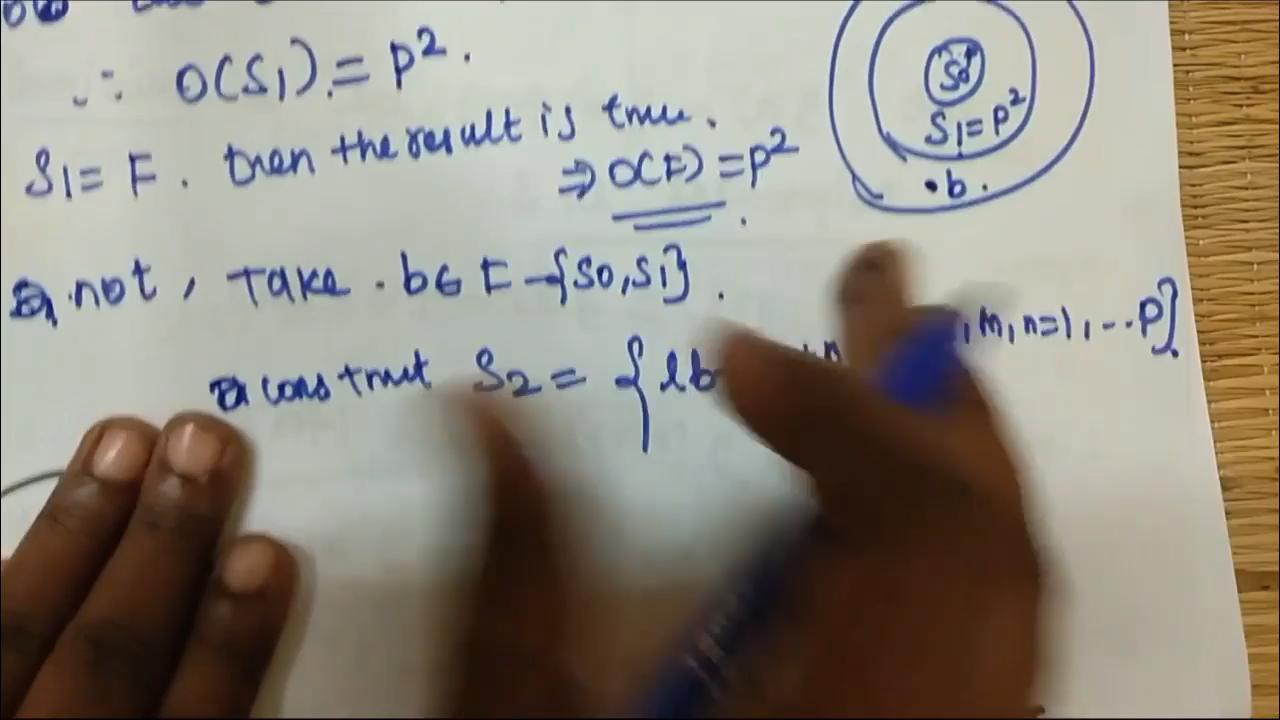 ∴ O(S1) = p².
S1 = F. then the result is true.
⇒ O(F) = p²
.
not, Take . b ∈ F - {S0, S1}.
construct S2 = { lb , m, n = 1, ... p}.
S0
S1 = p²
• b .